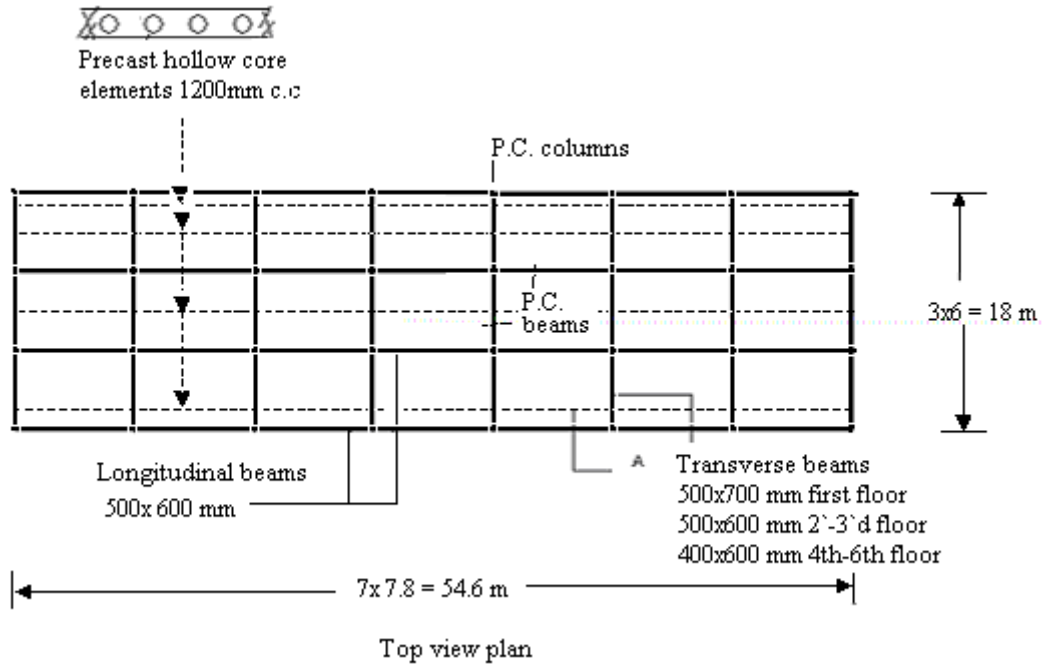 Precast hollow core
elements 1200mm c.c
P.C. columns
P.C.
beams
3x6 = 18 m
A
Longitudinal beams
500x 600 mm
Transverse beams
500x700 mm first floor
500x600 mm 2`-3`d floor
400x600 mm 4th-6th floor
7x 7.8 = 54.6 m
Top view plan